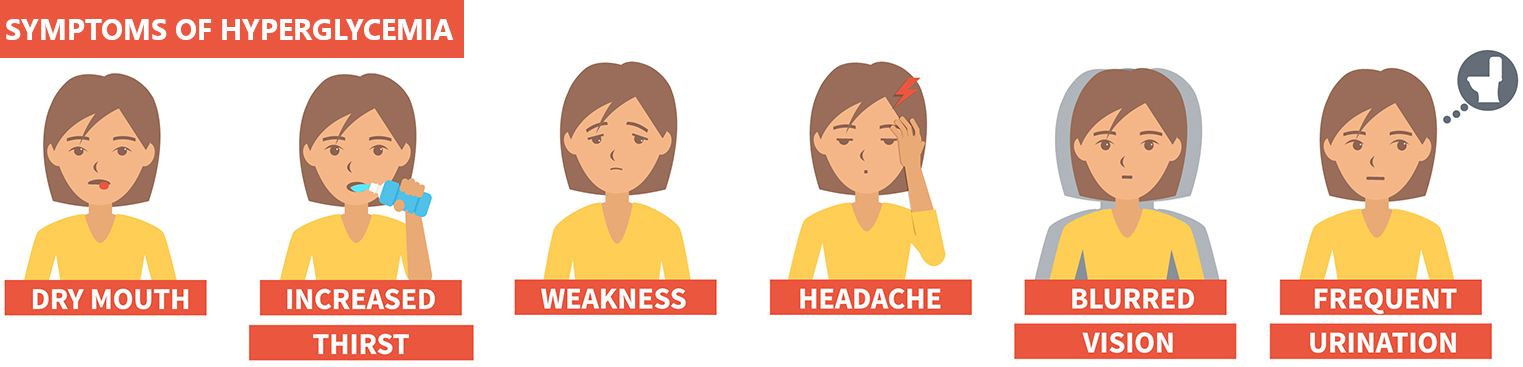 SYMPTOMS OF HYPERGLYCEMIA
DRY MOUTH
INCREASED
THIRST
WEAKNESS
HEADACHE
BLURRED
VISION
FREQUENT
URINATION